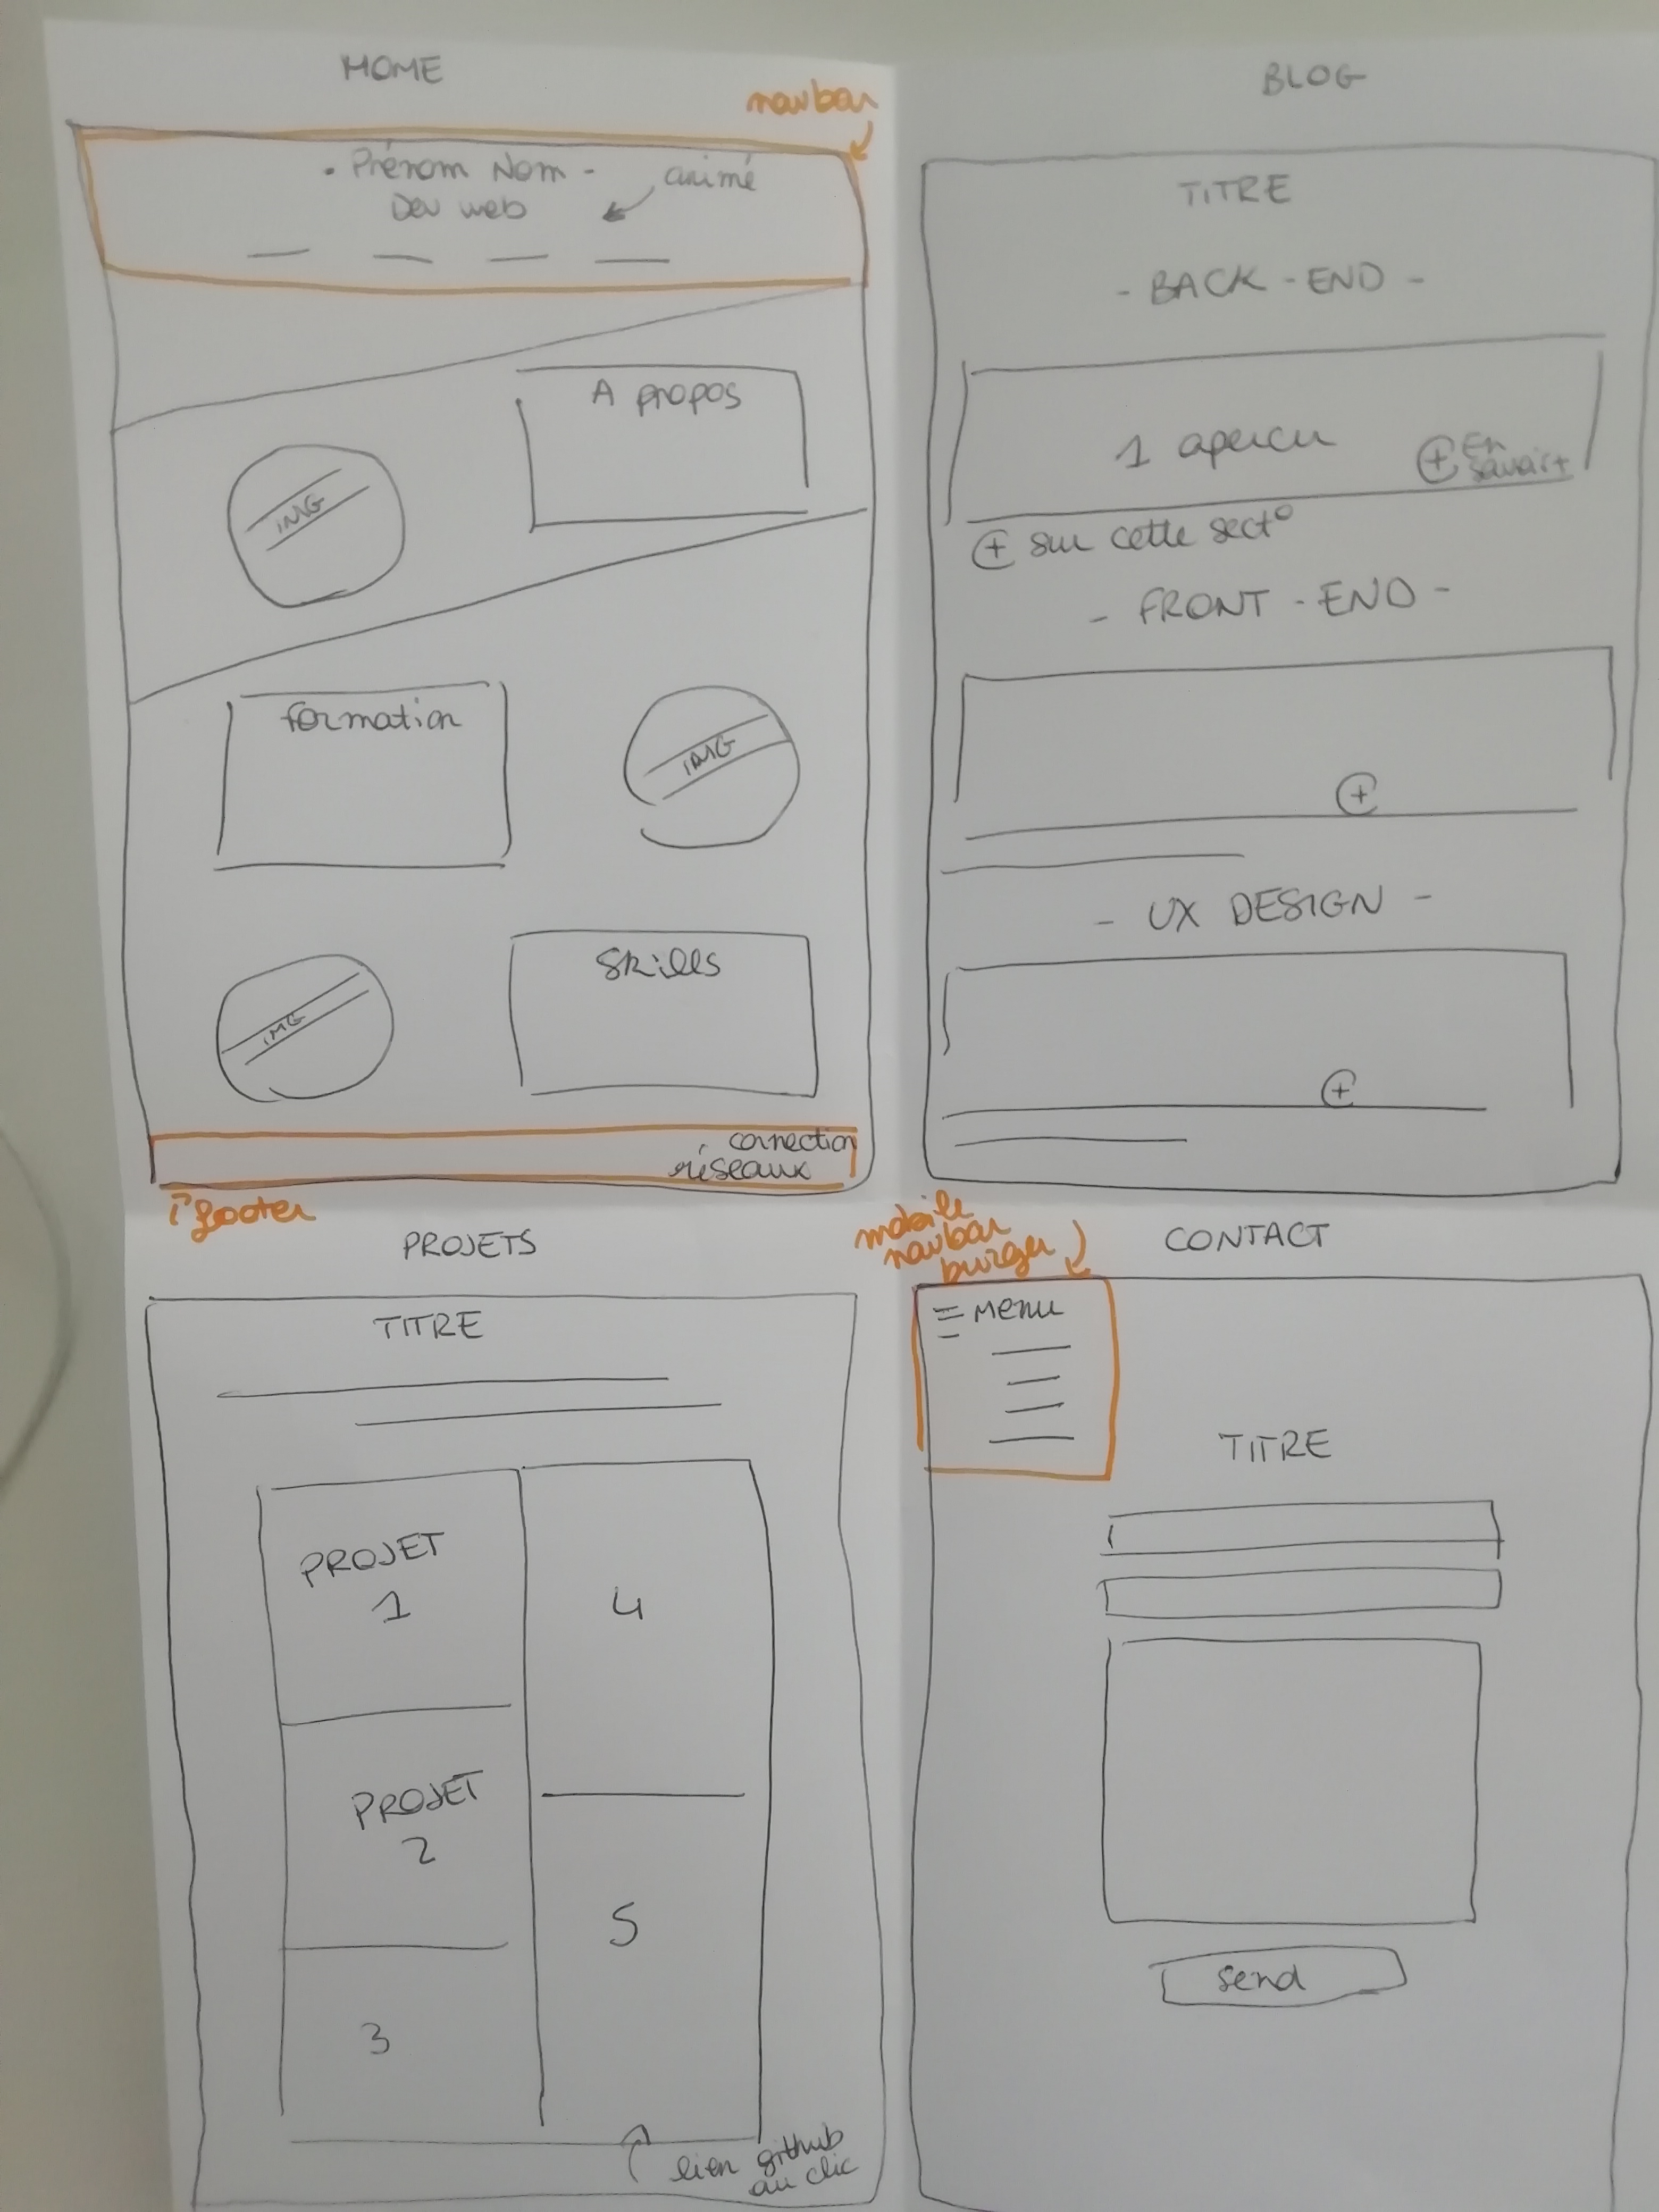 HOME
navbar
• Prénom Nom -
animé
Dev web
A propos
IMG
formation
IMG
Skills
IMG
connection
réseaux
footer
BLOG
TITRE
- BACK - END -
1 apercu
+ En
savoir +
+ sur cette sect°
- FRONT - END -
+
- UX DESIGN -
+
PROJETS
TITRE
PROJET
1
4
PROJET
2
5
3
lien github
au clic
mobile
navbar
burger
CONTACT
Menu
TITRE
send